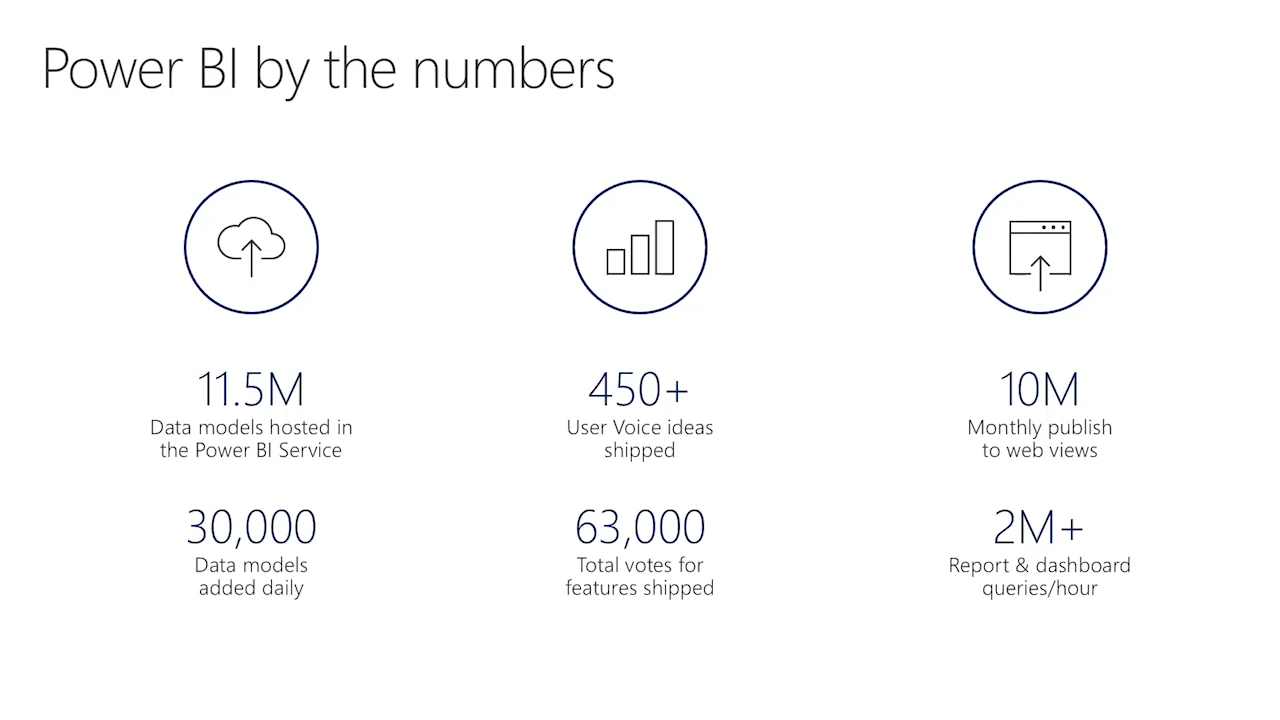 Power BI by the numbers
11.5M
Data models hosted in
the Power BI Service
30,000
Data models
added daily
450+
User Voice ideas
shipped
63,000
Total votes for
features shipped
10M
Monthly publish
to web views
2M+
Report & dashboard
queries/hour